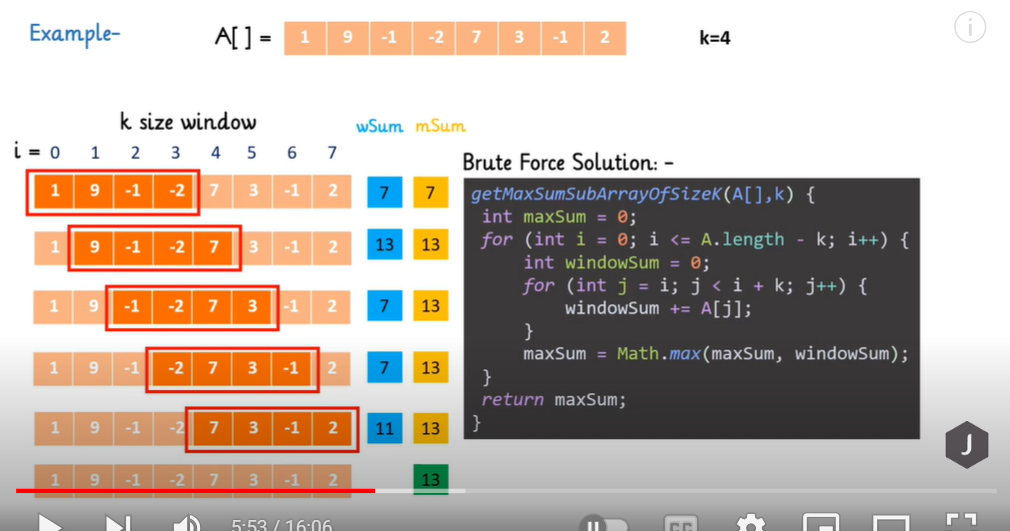 Example-
A[ ] = 1 9 -1 -2 7 3 -1 2
k=4
k size window
wSum mSum
i = 0 1 2 3 4 5 6 7
1 9 -1 -2 7 3 -1 2 7 7
1 9 -1 -2 7 3 -1 2 13 13
1 9 -1 -2 7 3 -1 2 7 13
1 9 -1 -2 7 3 -1 2 7 13
1 9 -1 -2 7 3 -1 2 11 13
1 9 -1 -2 7 3 -1 2 13
Brute Force Solution: -
getMaxSumSubArrayOfSizeK(A[],k) {
int maxSum = 0;
for (int i = 0; i <= A.length - k; i++) {
int windowSum = 0;
for (int j = i; j < i + k; j++) {
windowSum += A[j];
}
maxSum = Math.max(maxSum, windowSum);
}
return maxSum;
}
J
5:53 / 16:06
CC